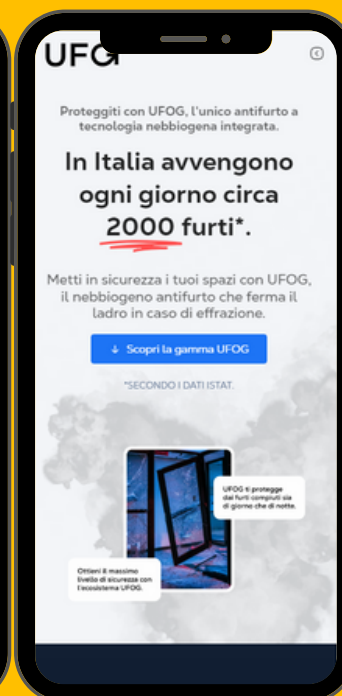 UFOG
Proteggiti con UFOG, l'unico antifurto a
tecnologia nebbiogena integrata.
In Italia avvengono
ogni giorno circa
2000 furti*.
Metti in sicurezza i tuoi spazi con UFOG,
il nebbiogeno antifurto che ferma il
ladro in caso di effrazione.
↓ Scopri la gamma UFOG
*SECONDO I DATI ISTAT.
UFOG ti protegge
dai furti compiuti sia
di giorno che di notte.
Ottieni il massimo
livello di sicurezza con
l'ecosistema UFOG.